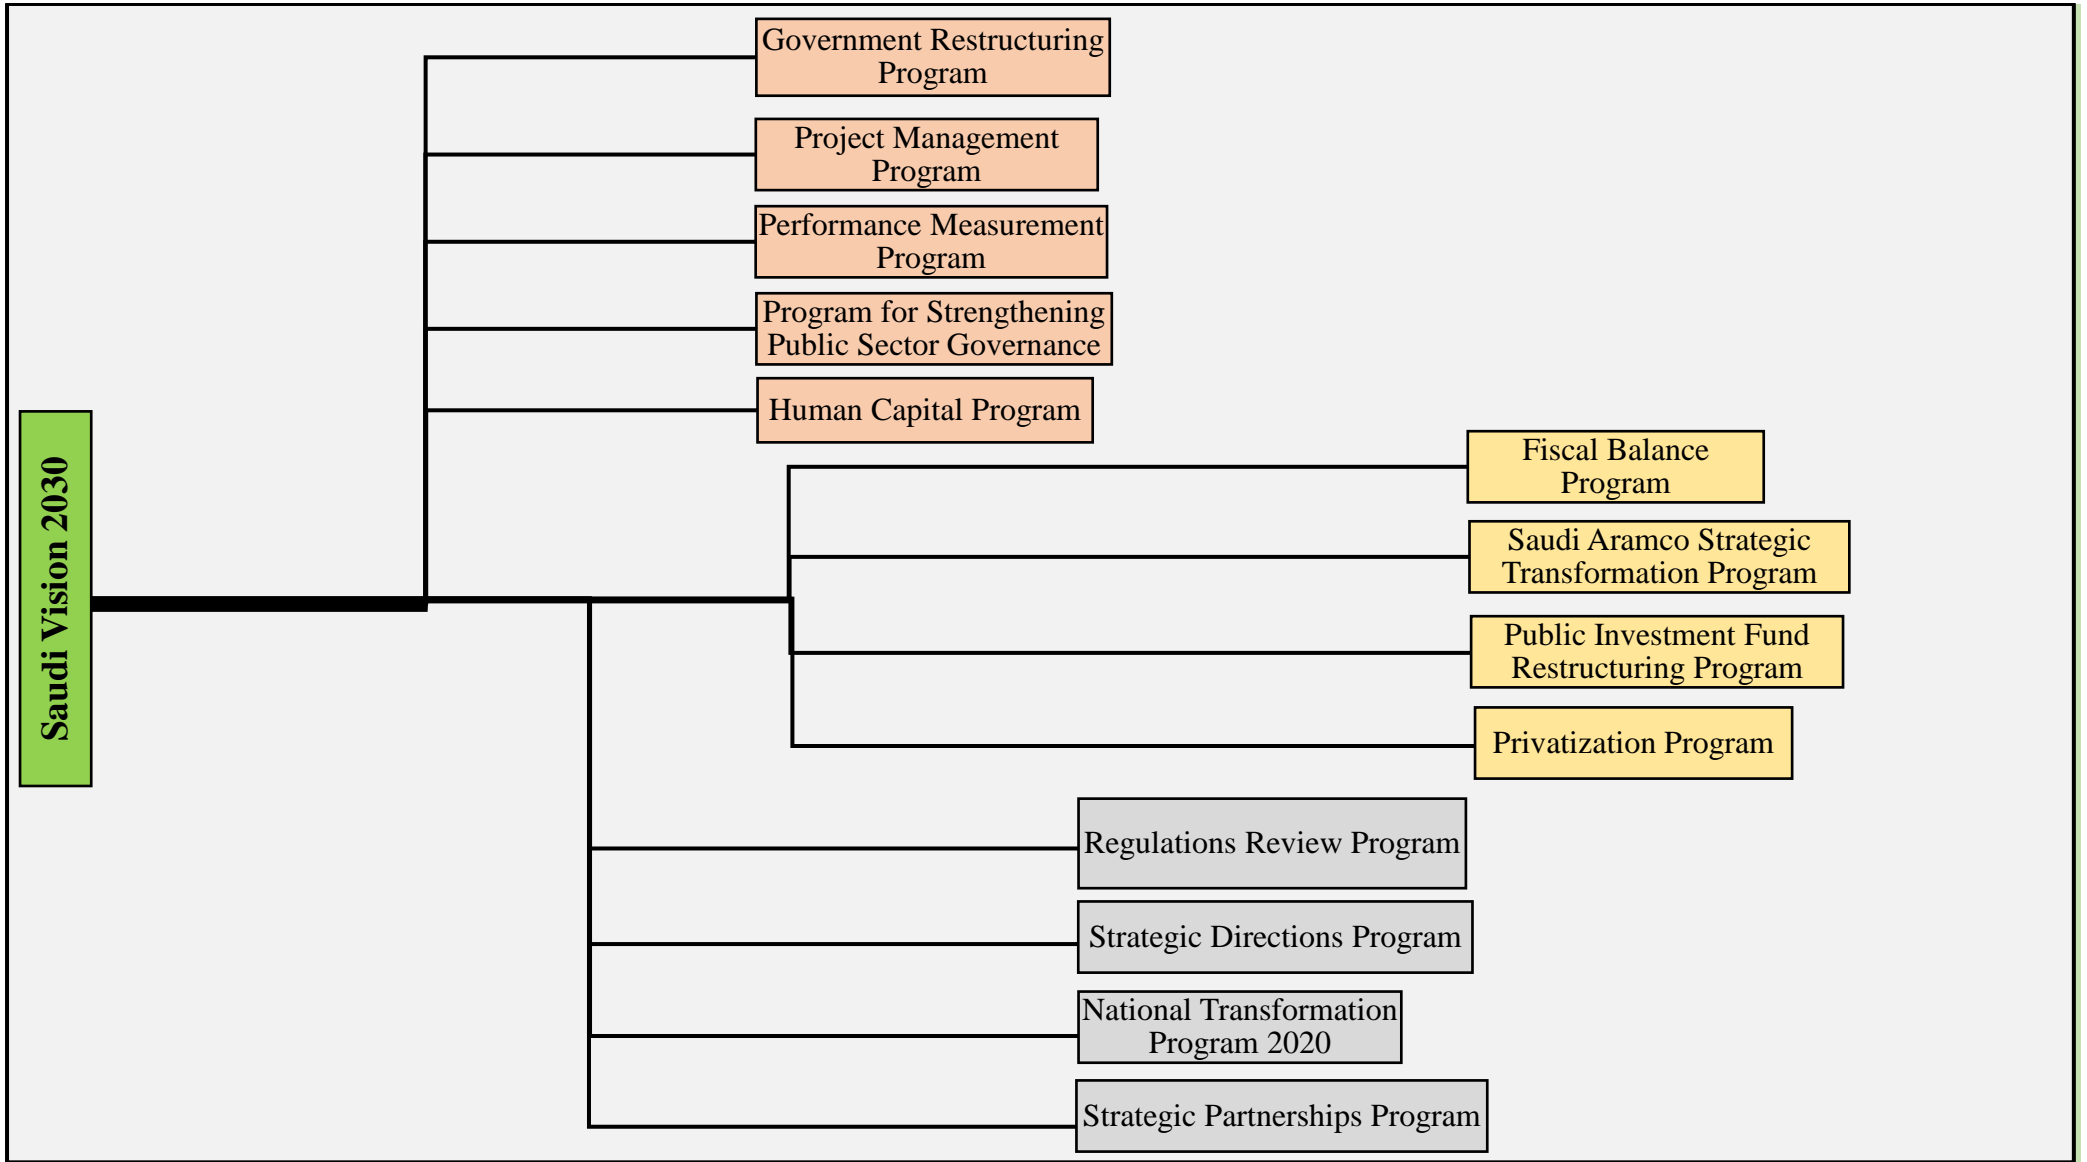 Saudi Vision 2030
Government Restructuring
Program
Project Management
Program
Performance Measurement
Program
Program for Strengthening
Public Sector Governance
Human Capital Program
Fiscal Balance
Program
Saudi Aramco Strategic
Transformation Program
Public Investment Fund
Restructuring Program
Privatization Program
Regulations Review Program
Strategic Directions Program
National Transformation
Program 2020
Strategic Partnerships Program